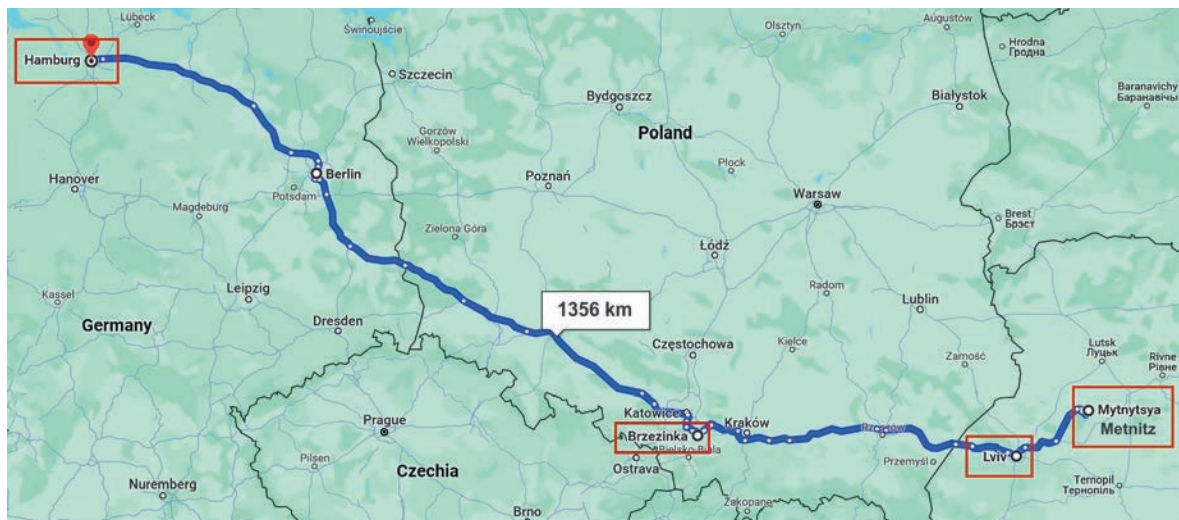 Lübeck
Świnoujście
Olsztyn
Augustów
Hamburg
Hrodna
Гродна
Szczecin
Baranavichy
Баранавічы
Bydgoszcz
Białystok
Gorzów
Wielkopolski
Poland
Płock
Hanover
Berlin
Poznań
Potsdam
Warsaw
Magdeburg
Brest
Брэст
Zielona Góra
Łódź
Leipzig
Radom
Kassel
1356 km
Lublin
Germany
Dresden
Częstochowa
Kielce
Zamość
Lutsk
Луцьк
Rivne
Рівне
Katowice
Mytnytsya
Metnitz
Prague
Kraków
Brzezinka
Rzeszów
Bielsko-Biala
Lviv
Pilsen
Czechia
Ostrava
Przemyśl
Ternopil
Тернопіль
Nuremberg
Zakopane
Brno